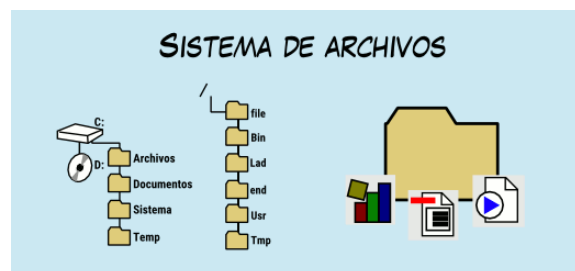 SISTEMA DE ARCHIVOS
C:
D:
Archivos
Documentos
Sistema
Temp
/
file
Bin
Lad
end
Usr
Tmp